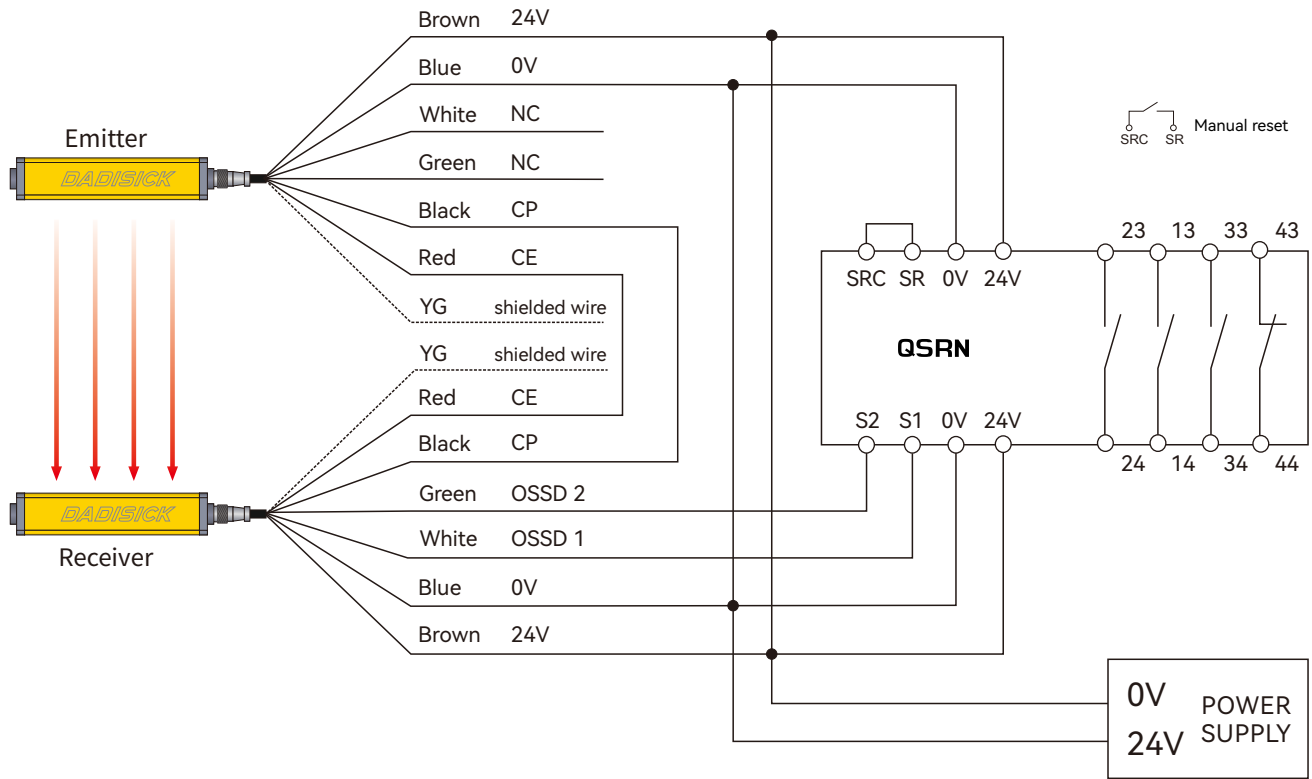 Brown 24V
Blue 0V
White NC
Green NC
Black CP
Red CE
YG shielded wire
YG shielded wire
Red CE
Black CP
Green OSSD 2
White OSSD 1
Blue 0V
Brown 24V
Emitter
DADISICK
DADISICK
Receiver
SRC SR Manual reset
23 13 33 43
SRC SR 0V 24V
QSRN
S2 S1 0V 24V
24 14 34 44
0V
24V
POWER
SUPPLY